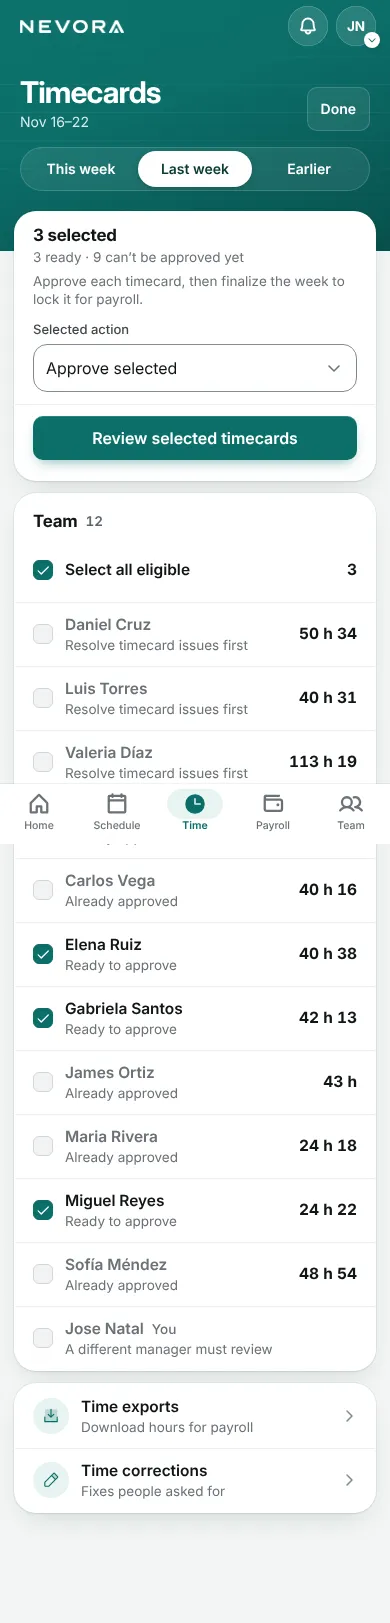 NEVORA
JN
Timecards
Nov 16–22
Done
This week
Last week
Earlier
3 selected
3 ready · 9 can’t be approved yet
Approve each timecard, then finalize the week to
lock it for payroll.
Selected action
Approve selected
Review selected timecards
Team 12
Select all eligible 3
Daniel Cruz
Resolve timecard issues first
50 h 34
Luis Torres
Resolve timecard issues first
40 h 31
Valeria Díaz
Resolve timecard issues first
113 h 19
Home
Schedule
Time
Payroll
Team
Carlos Vega
Already approved
40 h 16
Elena Ruiz
Ready to approve
40 h 38
Gabriela Santos
Ready to approve
42 h 13
James Ortiz
Already approved
43 h
Maria Rivera
Already approved
24 h 18
Miguel Reyes
Ready to approve
24 h 22
Sofía Méndez
Already approved
48 h 54
Jose Natal You
A different manager must review
Time exports
Download hours for payroll
Time corrections
Fixes people asked for